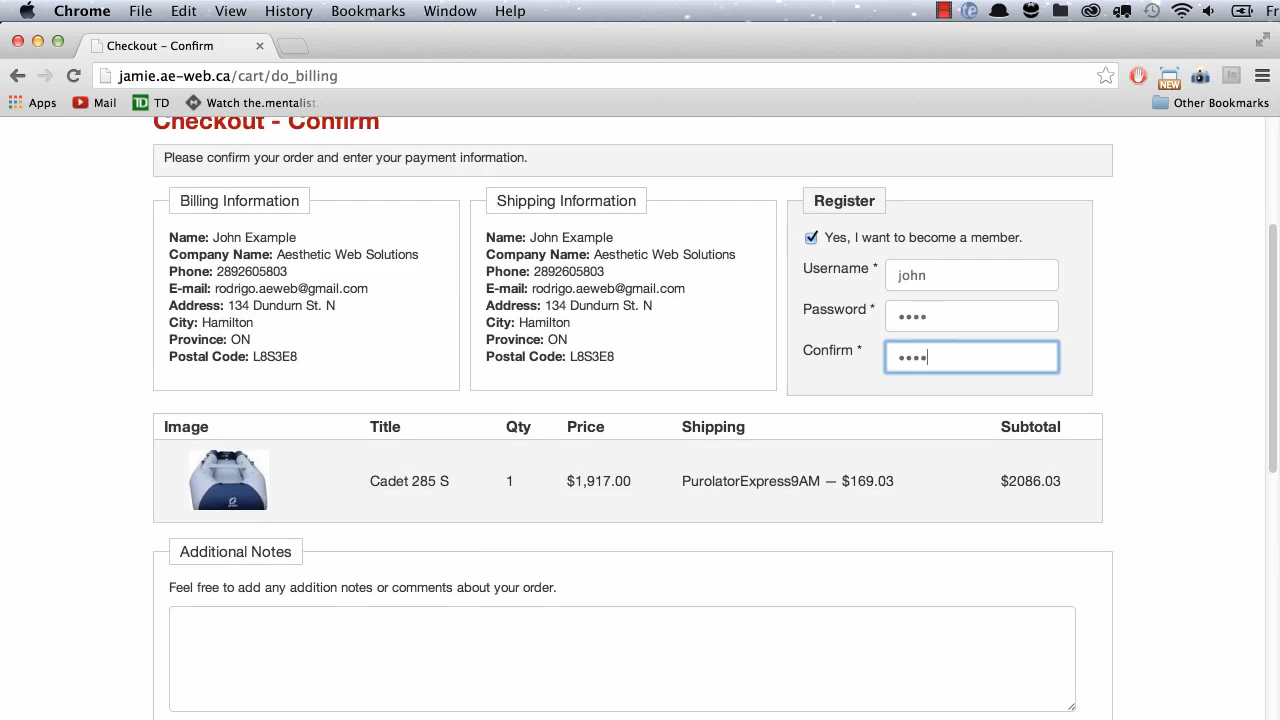 Chrome File Edit View History Bookmarks Window Help Fr
Checkout – Confirm
jamie.ae-web.ca/cart/do_billing
NEW
Apps Mail TD TD Watch the.mentalist. Other Bookmarks
Checkout - Confirm
Please confirm your order and enter your payment information.
Billing Information
Name: John Example
Company Name: Aesthetic Web Solutions
Phone: 2892605803
E-mail: rodrigo.aeweb@gmail.com
Address: 134 Dundurn St. N
City: Hamilton
Province: ON
Postal Code: L8S3E8
Shipping Information
Name: John Example
Company Name: Aesthetic Web Solutions
Phone: 2892605803
E-mail: rodrigo.aeweb@gmail.com
Address: 134 Dundurn St. N
City: Hamilton
Province: ON
Postal Code: L8S3E8
Register
Yes, I want to become a member.
Username * john
Password * ••••
Confirm * ••••
Image Title Qty Price Shipping Subtotal
Cadet 285 S 1 $1,917.00 PurolatorExpress9AM — $169.03 $2086.03
Additional Notes
Feel free to add any addition notes or comments about your order.